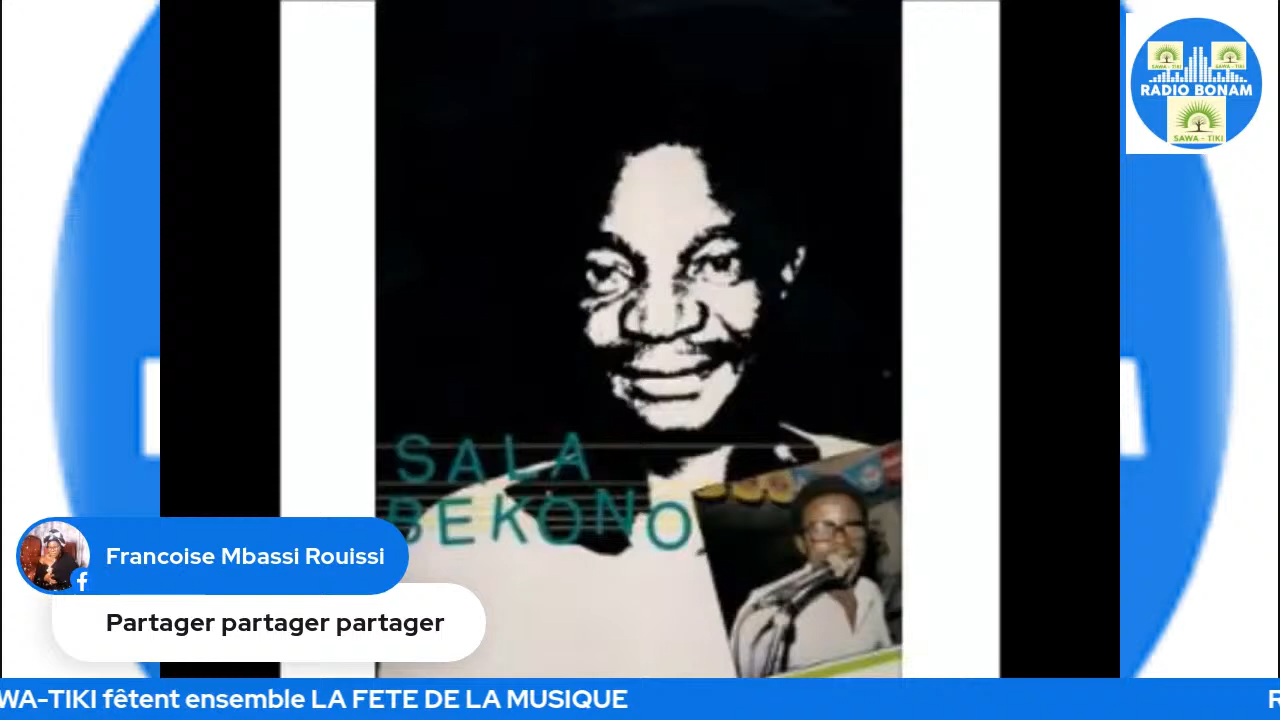 SAWA - TIKI
SAWA - TIKI
RADIO BONAM
SAWA - TIKI
SALA
BEKONO
Francoise Mbassi Rouissi
Partager partager partager
WA-TIKI fêtent ensemble LA FETE DE LA MUSIQUE
R